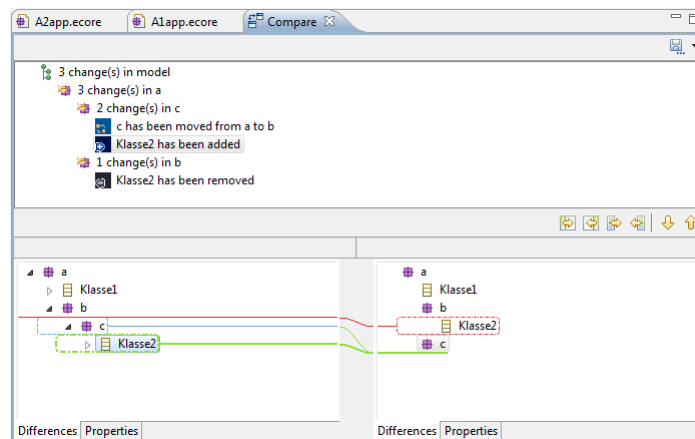 A2app.ecore A1app.ecore Compare
3 change(s) in model
3 change(s) in a
2 change(s) in c
c has been moved from a to b
Klasse2 has been added
1 change(s) in b
Klasse2 has been removed
a a
Klasse1 Klasse1
b b
c Klasse2
Klasse2 c
Differences Properties Differences Properties